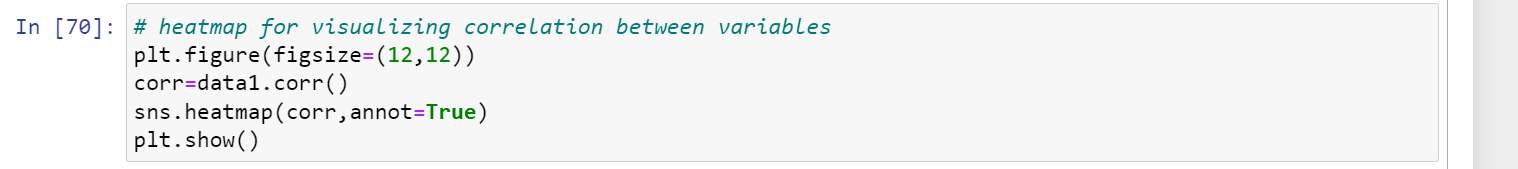 In [70]: # heatmap for visualizing correlation between variables
plt.figure(figsize=(12,12))
corr=data1.corr()
sns.heatmap(corr,annot=True)
plt.show()